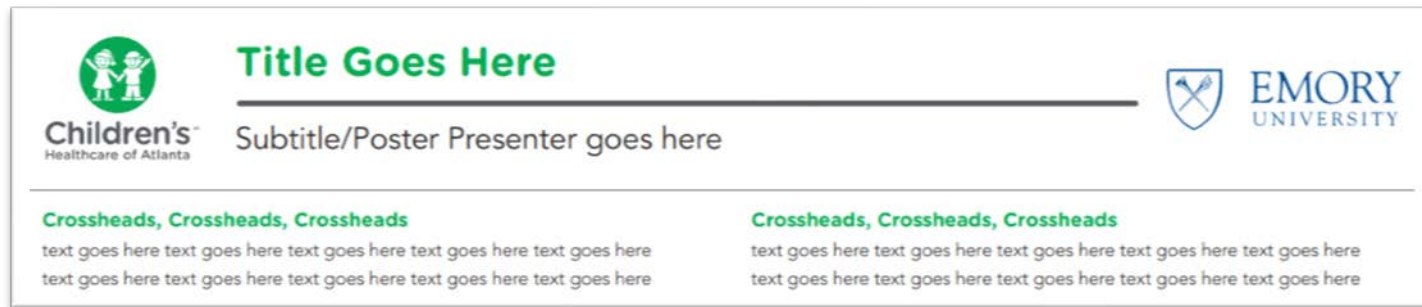 Title Goes Here
Children's™
Healthcare of Atlanta
Subtitle/Poster Presenter goes here
EMORY
UNIVERSITY
Crossheads, Crossheads, Crossheads
text goes here text goes here text goes here text goes here text goes here
text goes here text goes here text goes here text goes here text goes here
Crossheads, Crossheads, Crossheads
text goes here text goes here text goes here text goes here text goes here
text goes here text goes here text goes here text goes here text goes here